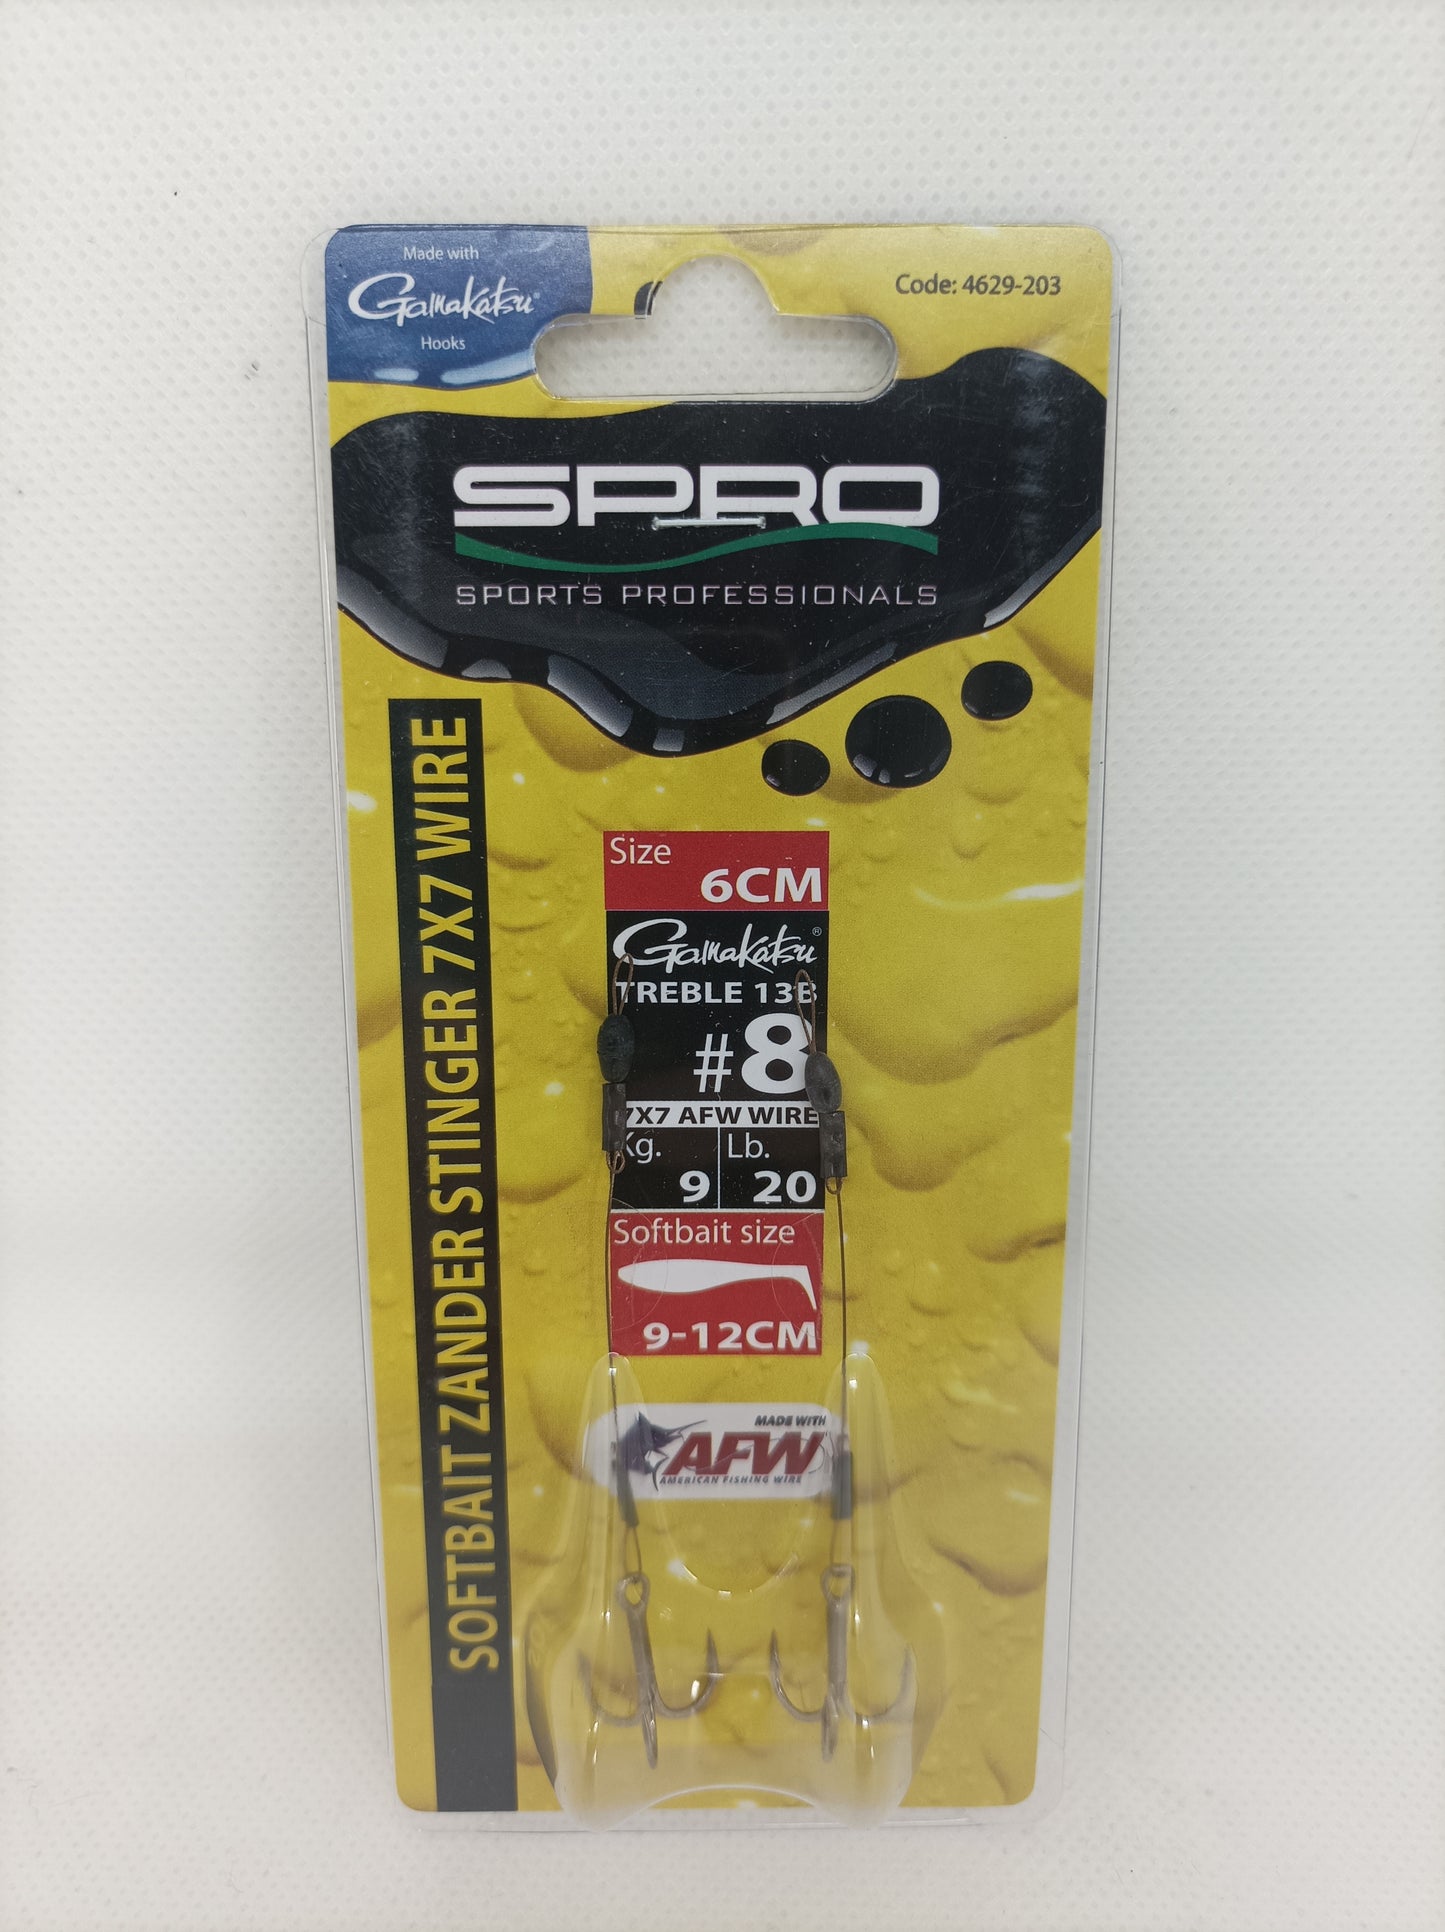 Made with
Gamakatsu®
Hooks
Code: 4629-203
SPRO
SPORTS PROFESSIONALS
SOFTBAIT ZANDER STINGER 7X7 WIRE
Size
6CM
Gamakatsu®
TREBLE 13B
#8
7X7 AFW WIRE
Kg. Lb.
9 20
Softbait size
9-12CM
MADE WITH
AFW
AMERICAN FISHING WIRE